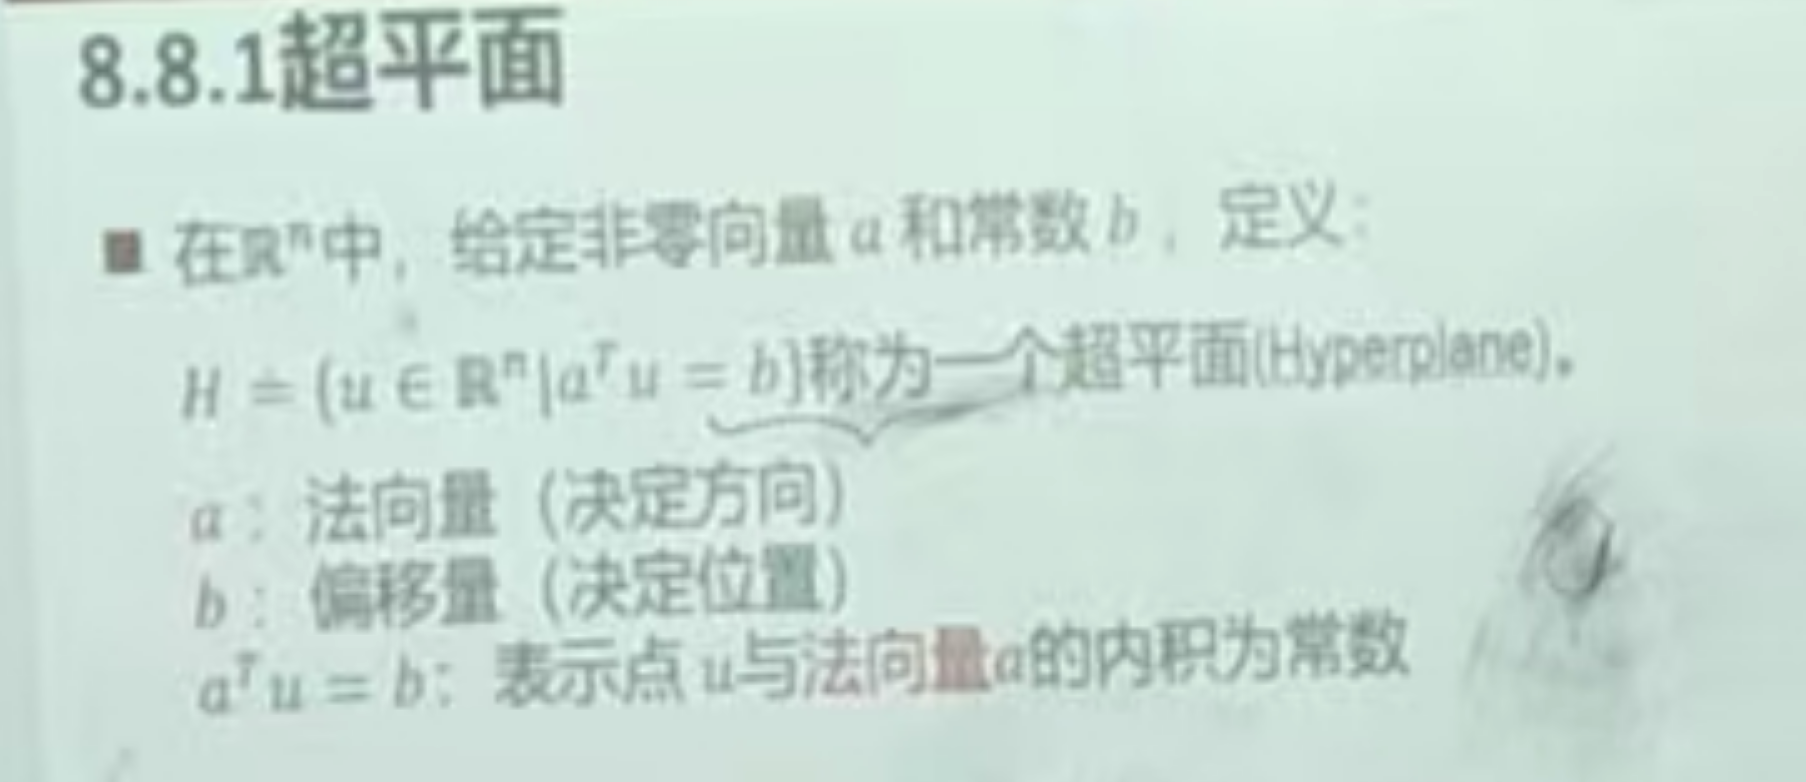 8.8.1超平面
■ 在ℝⁿ中，给定非零向量 a 和常数 b ，定义：
H = {u ∈ ℝⁿ|aᵀu = b}称为一个超平面(Hyperplane)。
a：法向量（决定方向）
b：偏移量（决定位置）
aᵀu = b：表示点 u与法向量a的内积为常数